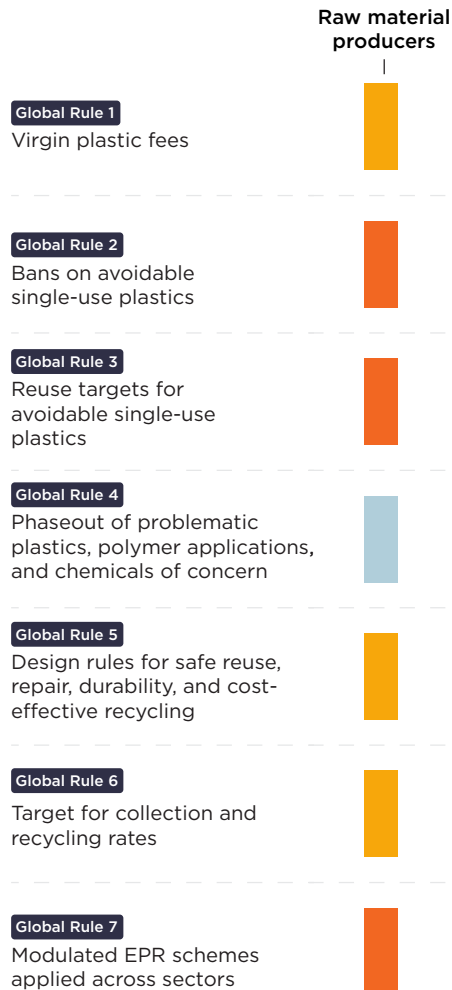 Raw material
producers
Global Rule 1
Virgin plastic fees
Global Rule 2
Bans on avoidable
single-use plastics
Global Rule 3
Reuse targets for
avoidable single-use
plastics
Global Rule 4
Phaseout of problematic
plastics, polymer applications,
and chemicals of concern
Global Rule 5
Design rules for safe reuse,
repair, durability, and cost-
effective recycling
Global Rule 6
Target for collection and
recycling rates
Global Rule 7
Modulated EPR schemes
applied across sectors